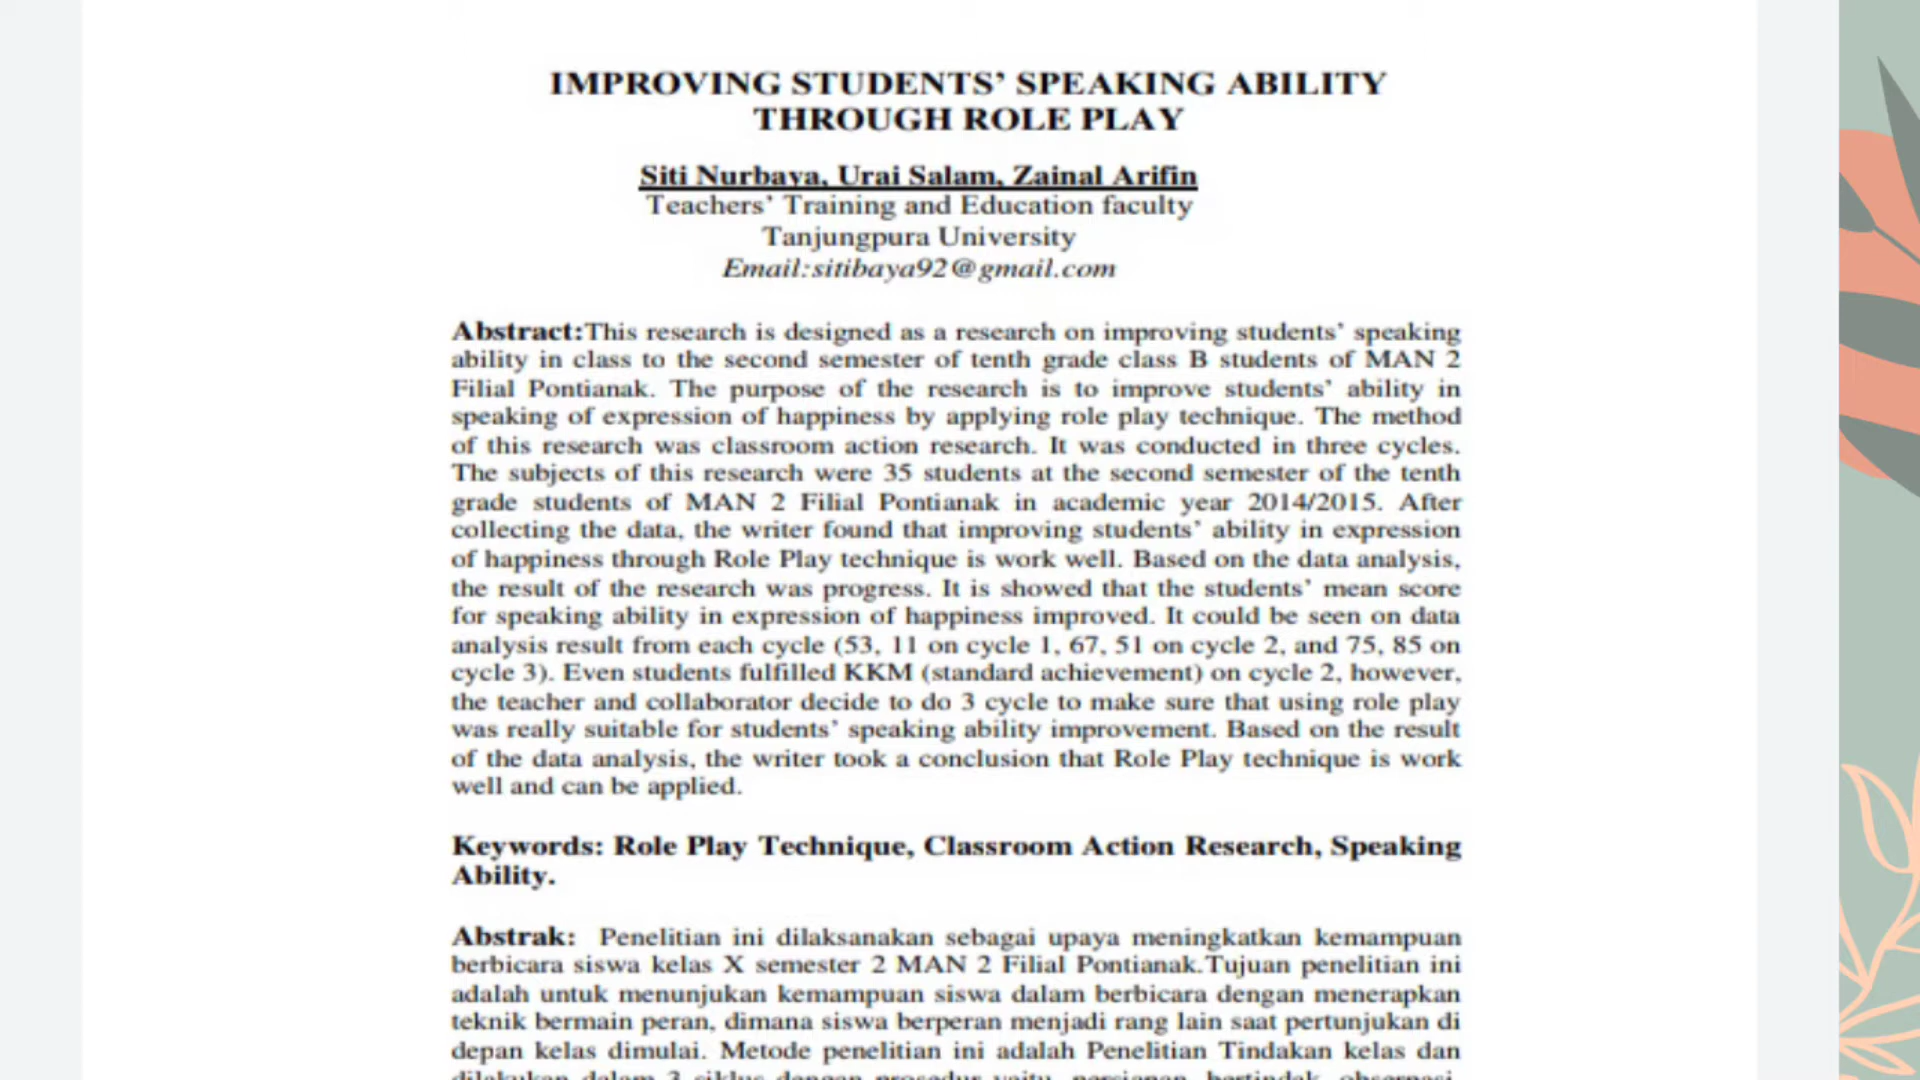 IMPROVING STUDENTS’ SPEAKING ABILITY
THROUGH ROLE PLAY
Siti Nurbaya, Urai Salam, Zainal Arifin
Teachers’ Training and Education faculty
Tanjungpura University
Email:sitibaya92@gmail.com
Abstract:This research is designed as a research on improving students’ speaking
ability in class to the second semester of tenth grade class B students of MAN 2
Filial Pontianak. The purpose of the research is to improve students’ ability in
speaking of expression of happiness by applying role play technique. The method
of this research was classroom action research. It was conducted in three cycles.
The subjects of this research were 35 students at the second semester of the tenth
grade students of MAN 2 Filial Pontianak in academic year 2014/2015. After
collecting the data, the writer found that improving students’ ability in expression
of happiness through Role Play technique is work well. Based on the data analysis,
the result of the research was progress. It is showed that the students’ mean score
for speaking ability in expression of happiness improved. It could be seen on data
analysis result from each cycle (53, 11 on cycle 1, 67, 51 on cycle 2, and 75, 85 on
cycle 3). Even students fulfilled KKM (standard achievement) on cycle 2, however,
the teacher and collaborator decide to do 3 cycle to make sure that using role play
was really suitable for students’ speaking ability improvement. Based on the result
of the data analysis, the writer took a conclusion that Role Play technique is work
well and can be applied.
Keywords: Role Play Technique, Classroom Action Research, Speaking
Ability.
Abstrak: Penelitian ini dilaksanakan sebagai upaya meningkatkan kemampuan
berbicara siswa kelas X semester 2 MAN 2 Filial Pontianak.Tujuan penelitian ini
adalah untuk menunjukan kemampuan siswa dalam berbicara dengan menerapkan
teknik bermain peran, dimana siswa berperan menjadi rang lain saat pertunjukan di
depan kelas dimulai. Metode penelitian ini adalah Penelitian Tindakan kelas dan
dilakukan dalam 3 siklus dengan prosedur yaitu, persiapan, bertindak, observasi,